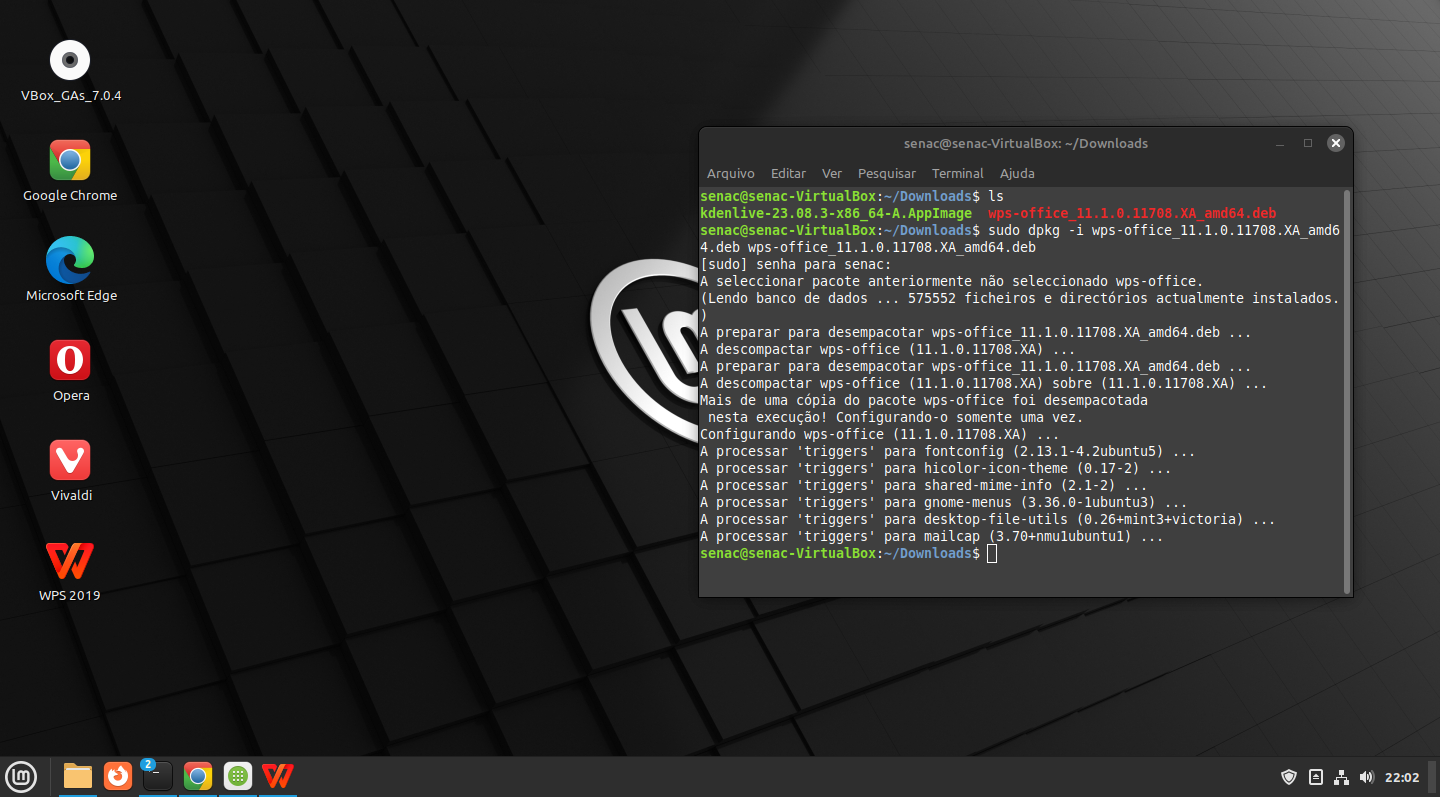 VBox_GAs_7.0.4
Google Chrome
Microsoft Edge
Opera
Vivaldi
WPS 2019
senac@senac-VirtualBox: ~/Downloads
Arquivo Editar Ver Pesquisar Terminal Ajuda
senac@senac-VirtualBox:~/Downloads$ ls
kdenlive-23.08.3-x86_64-A.AppImage  wps-office_11.1.0.11708.XA_amd64.deb
senac@senac-VirtualBox:~/Downloads$ sudo dpkg -i wps-office_11.1.0.11708.XA_amd6
4.deb wps-office_11.1.0.11708.XA_amd64.deb
[sudo] senha para senac:
A seleccionar pacote anteriormente não seleccionado wps-office.
(Lendo banco de dados ... 575552 ficheiros e directórios actualmente instalados.
)
A preparar para desempacotar wps-office_11.1.0.11708.XA_amd64.deb ...
A descompactar wps-office (11.1.0.11708.XA) ...
A preparar para desempacotar wps-office_11.1.0.11708.XA_amd64.deb ...
A descompactar wps-office (11.1.0.11708.XA) sobre (11.1.0.11708.XA) ...
Mais de uma cópia do pacote wps-office foi desempacotada
 nesta execução! Configurando-o somente uma vez.
Configurando wps-office (11.1.0.11708.XA) ...
A processar 'triggers' para fontconfig (2.13.1-4.2ubuntu5) ...
A processar 'triggers' para hicolor-icon-theme (0.17-2) ...
A processar 'triggers' para shared-mime-info (2.1-2) ...
A processar 'triggers' para gnome-menus (3.36.0-1ubuntu3) ...
A processar 'triggers' para desktop-file-utils (0.26+mint3+victoria) ...
A processar 'triggers' para mailcap (3.70+nmu1ubuntu1) ...
senac@senac-VirtualBox:~/Downloads$
2
22:02